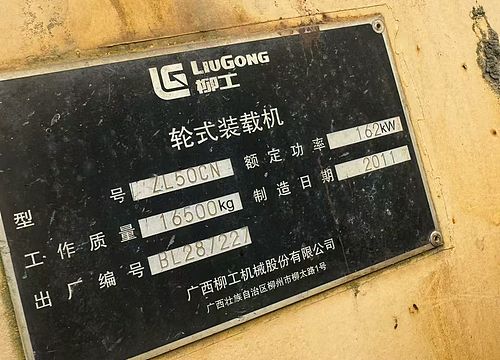 LIUGONG
柳工
轮式装载机
型号 ZL50CN 额定功率 162kW
工作质量 16500kg 制造日期 2011
出厂编号 BL28/227
广西柳工机械股份有限公司
广西壮族自治区柳州市柳太路1号